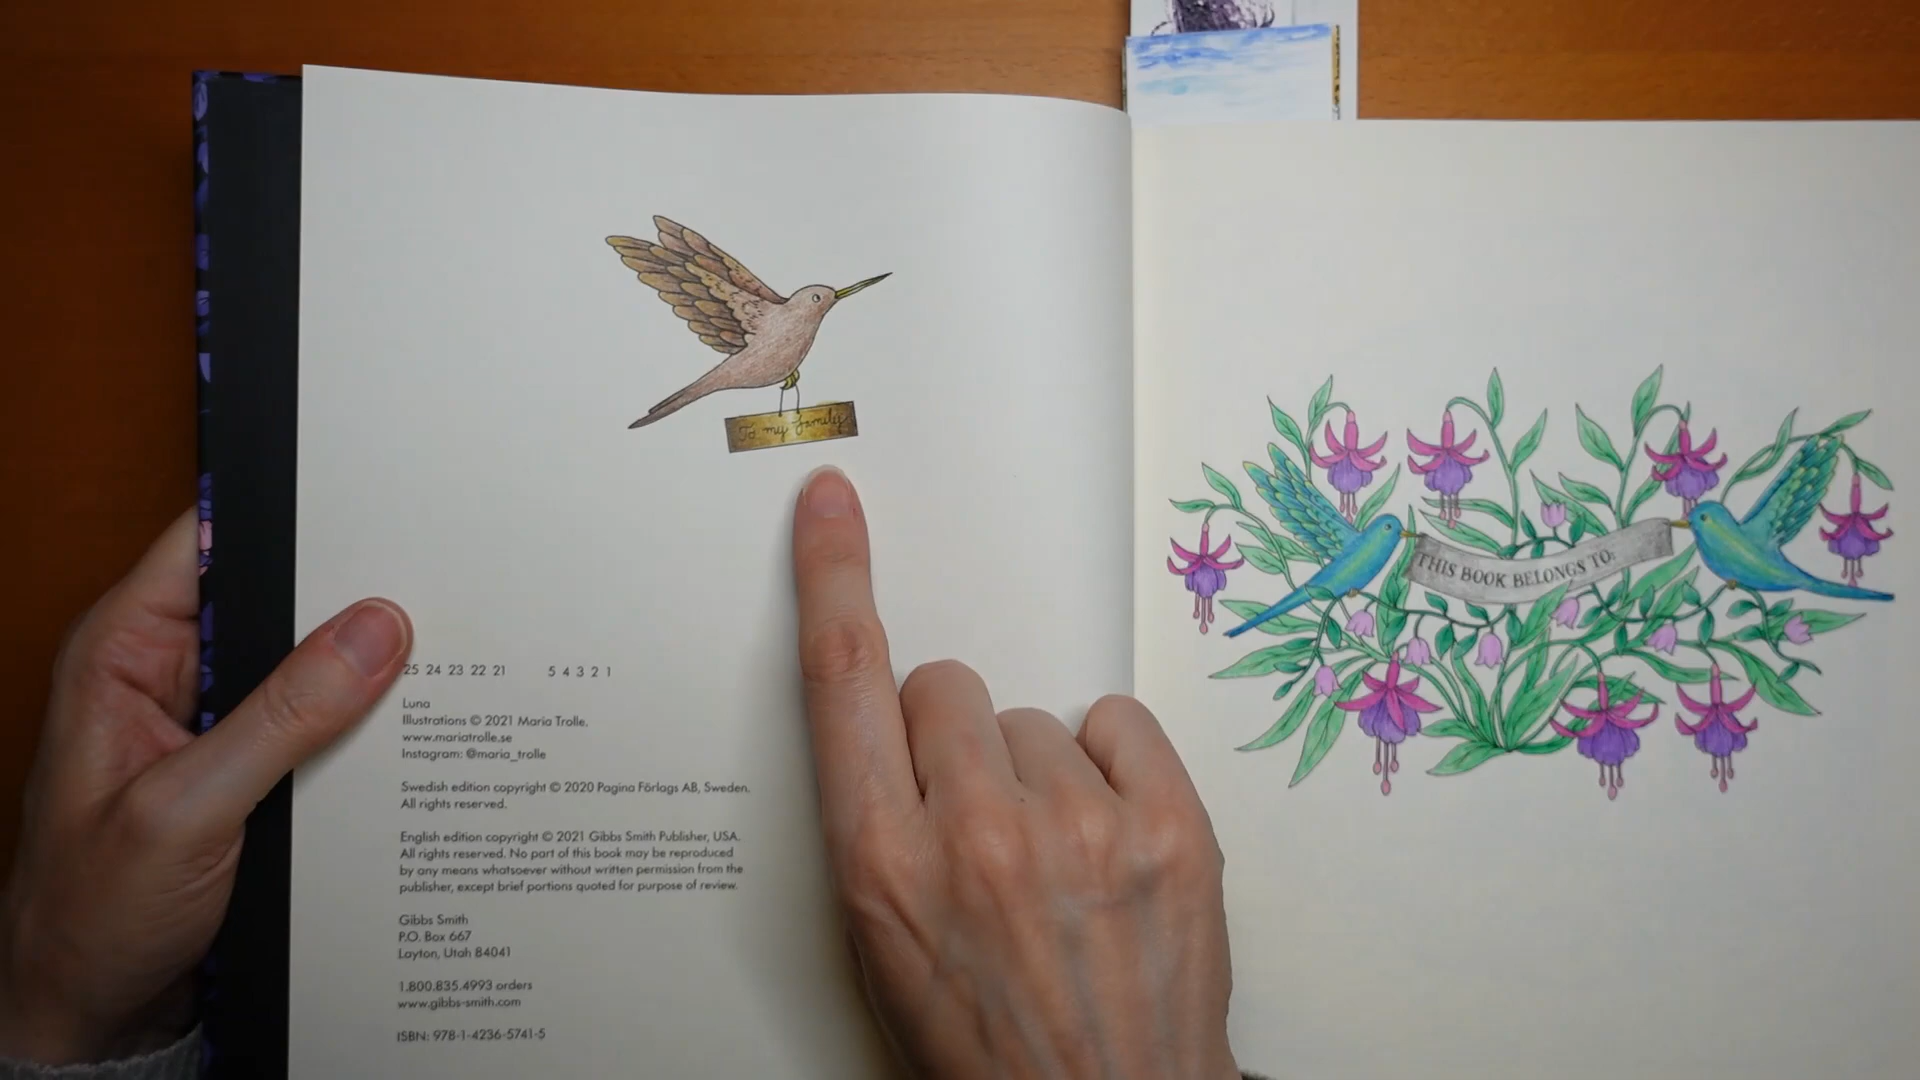 To my family
25 24 23 22 21 5 4 3 2 1
Luna
Illustrations © 2021 Maria Trolle.
www.mariatrolle.se
Instagram: @maria_trolle
Swedish edition copyright © 2020 Pagina Förlags AB, Sweden.
All rights reserved.
English edition copyright © 2021 Gibbs Smith Publisher, USA.
All rights reserved. No part of this book may be reproduced
by any means whatsoever without written permission from the
publisher, except brief portions quoted for purpose of review.
Gibbs Smith
P.O. Box 667
Layton, Utah 84041
1.800.835.4993 orders
www.gibbs-smith.com
ISBN: 978-1-4236-5741-5
THIS BOOK BELONGS TO: